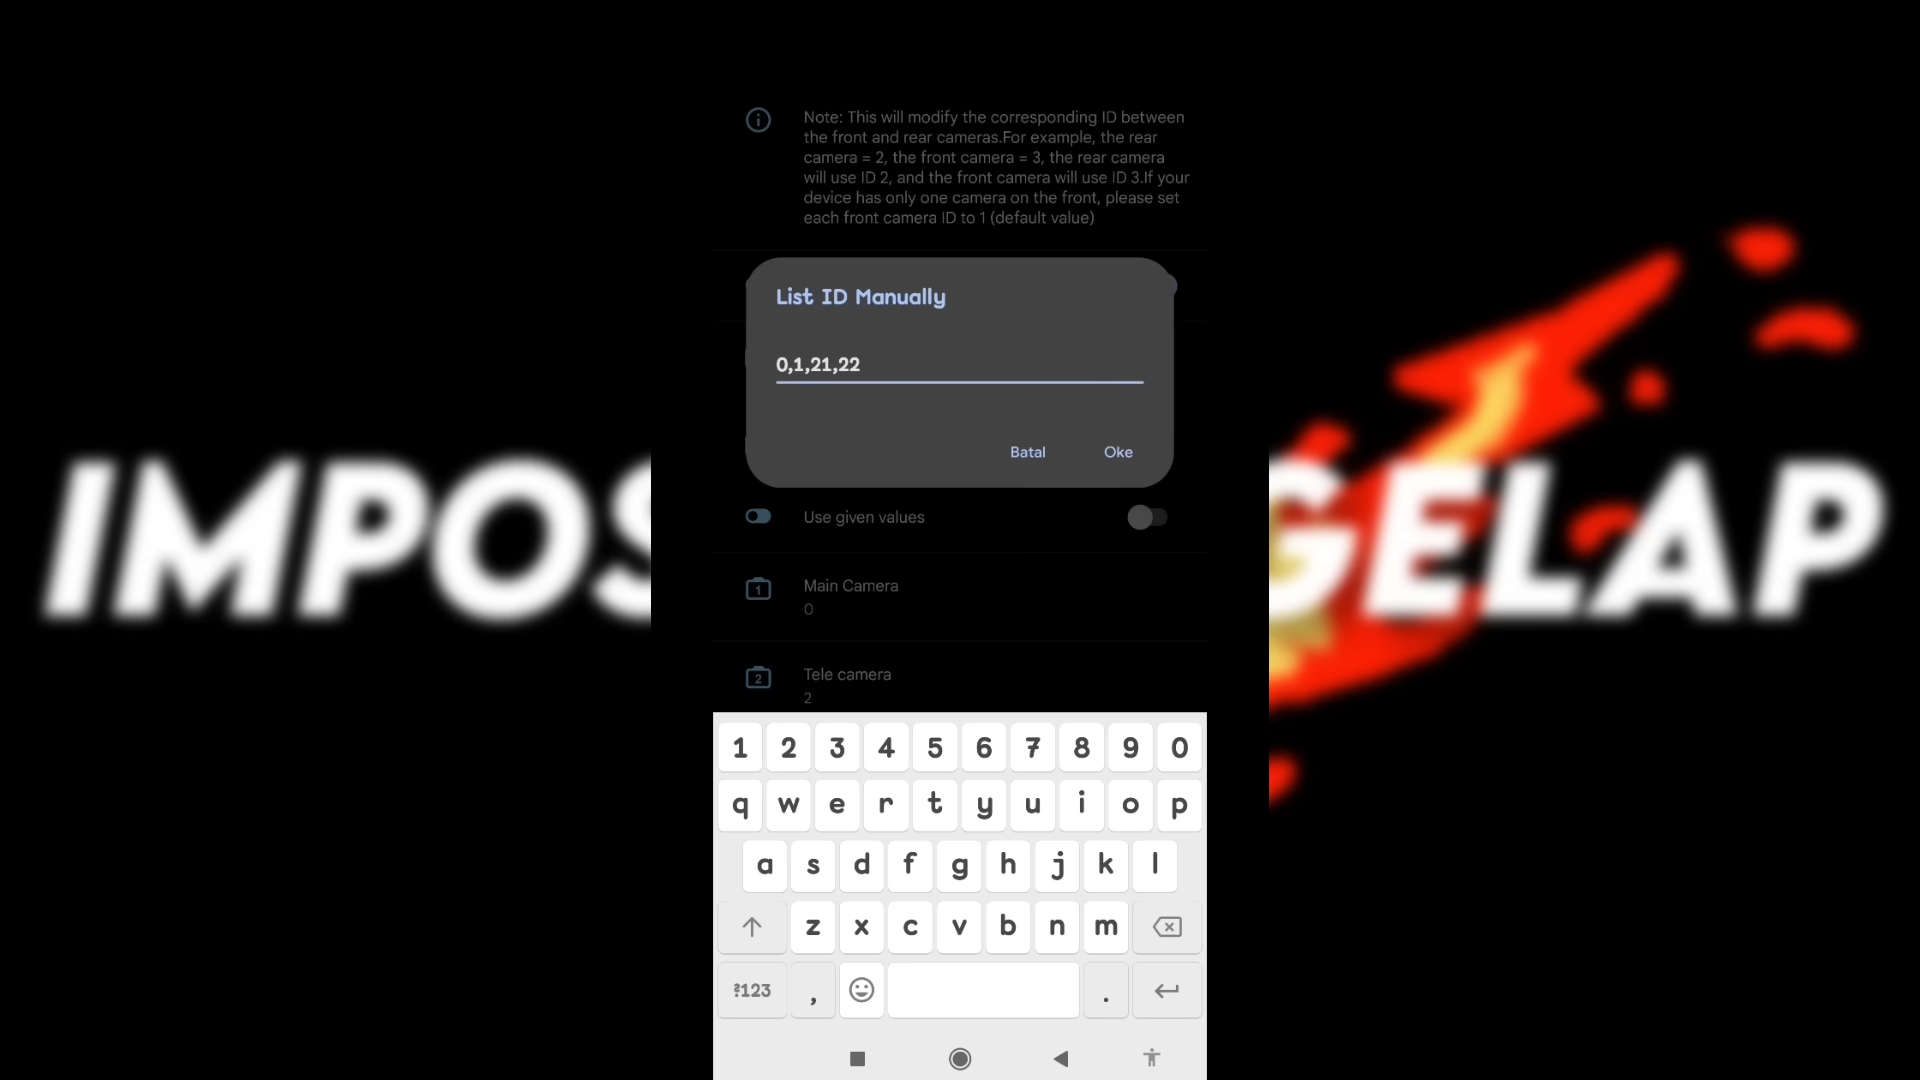 Note: This will modify the corresponding ID between
the front and rear cameras.For example, the rear
camera = 2, the front camera = 3, the rear camera
will use ID 2, and the front camera will use ID 3.If your
device has only one camera on the front, please set
each front camera ID to 1 (default value)
List ID Manually
0,1,21,22
Batal Oke
IMPOS GELAP
Use given values
1 Main Camera
0
2 Tele camera
2
1 2 3 4 5 6 7 8 9 0
q w e r t y u i o p
a s d f g h j k l
z x c v b n m
?123 , .